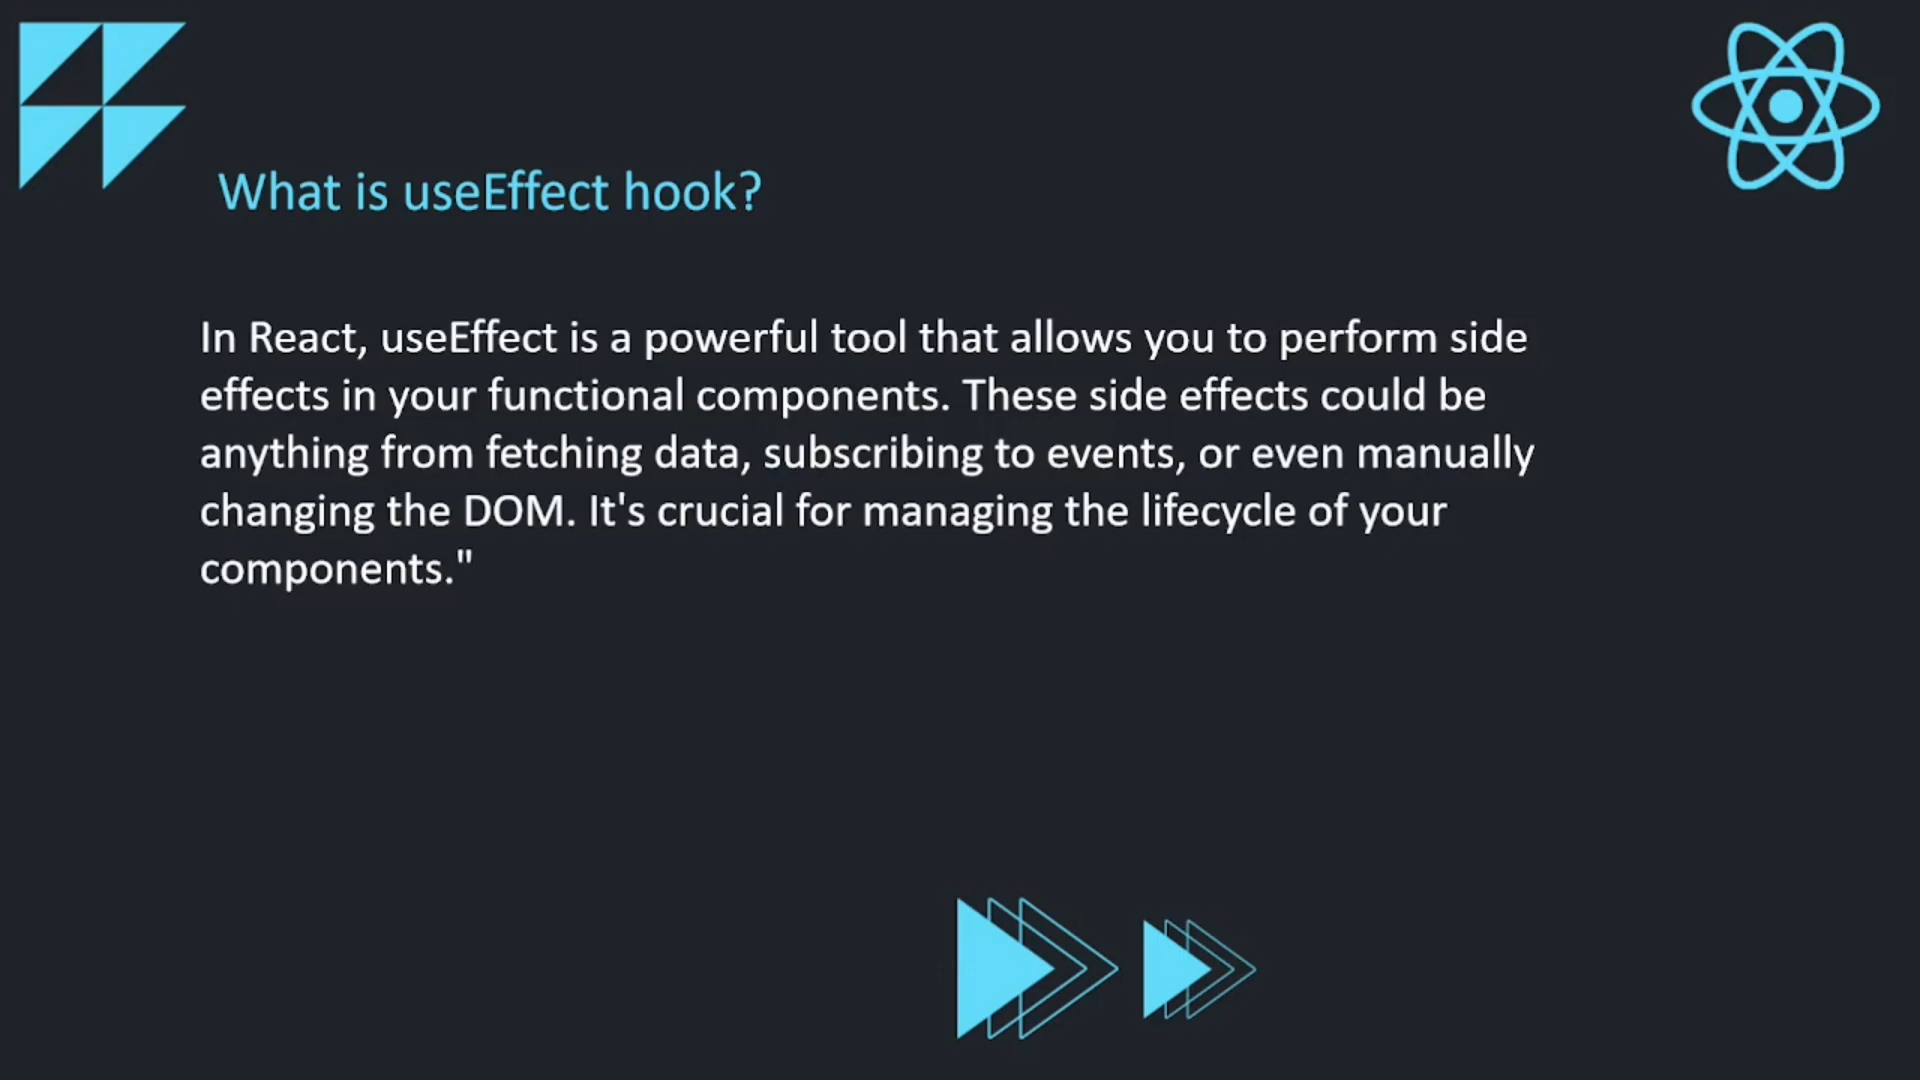 What is useEffect hook?
In React, useEffect is a powerful tool that allows you to perform side
effects in your functional components. These side effects could be
anything from fetching data, subscribing to events, or even manually
changing the DOM. It's crucial for managing the lifecycle of your
components."